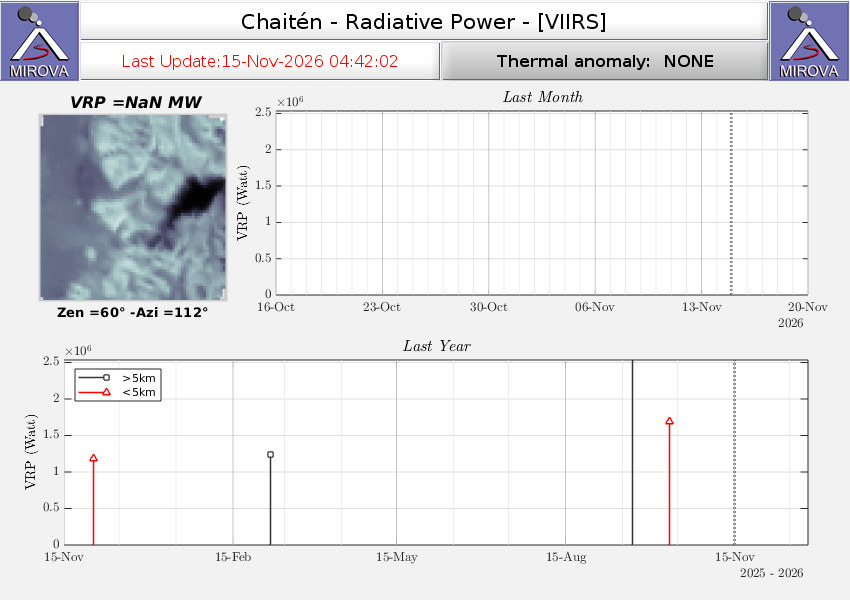 Chaitén - Radiative Power - [VIIRS]
MIROVA
Last Update:15-Nov-2026 04:42:02
Thermal anomaly: NONE
MIROVA
VRP =NaN MW
Zen =60° -Azi =112°
Last Month
×10⁶
VRP (Watt)
2.5
2
1.5
1
0.5
0
16-Oct 23-Oct 30-Oct 06-Nov 13-Nov 20-Nov
2026
Last Year
×10⁶
VRP (Watt)
2.5
2
1.5
1
0.5
0
>5km
<5km
15-Nov 15-Feb 15-May 15-Aug 15-Nov
2025 - 2026